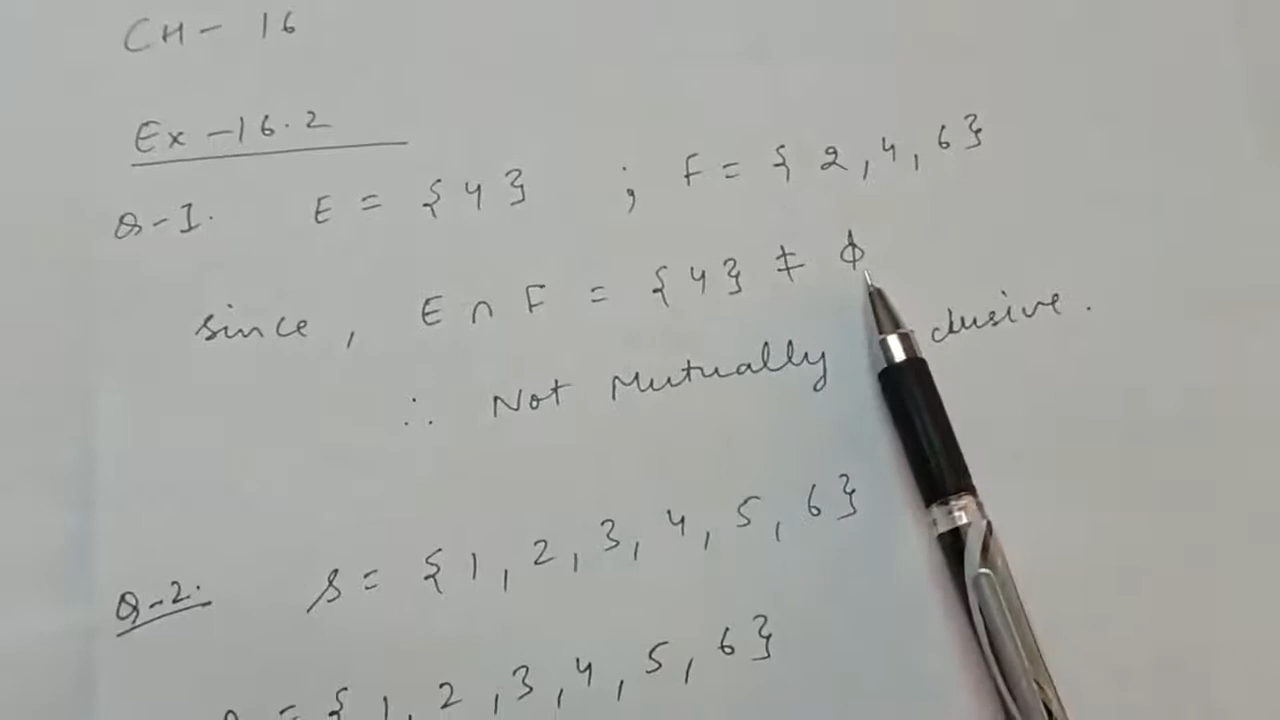 CH - 16
Ex - 16.2
Q-1. E = { 4 } ; F = { 2, 4, 6 }
since, E ∩ F = { 4 } ≠ ϕ
∴ Not Mutually clusive.
Q-2. S = { 1, 2, 3, 4, 5, 6 }
= { 1, 2, 3, 4, 5, 6 }